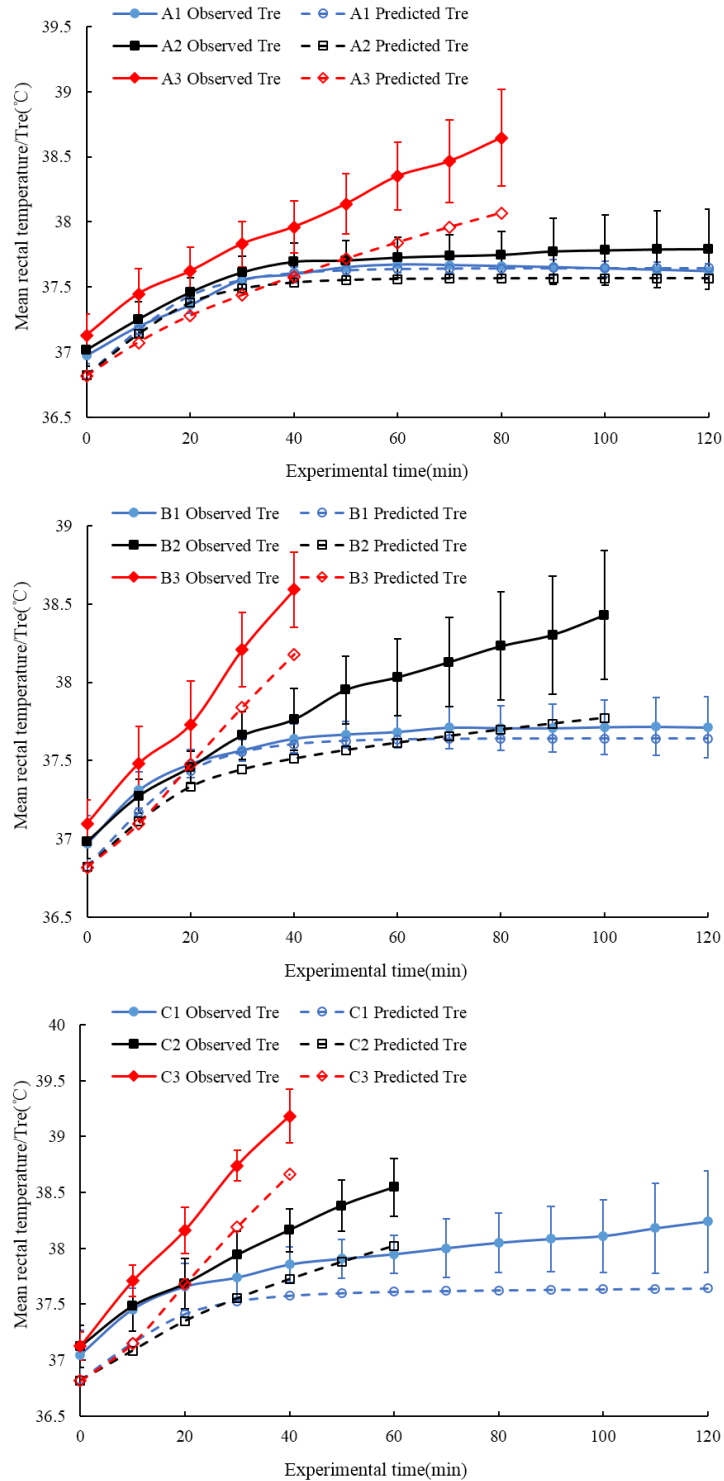 A1 Observed Tre A1 Predicted Tre
A2 Observed Tre A2 Predicted Tre
A3 Observed Tre A3 Predicted Tre
Mean rectal temperature/Tre(℃)
39
38.5
38
37.5
37
36.5
0 20 40 60 80 100 120
Experimental time(min)
B1 Observed Tre B1 Predicted Tre
B2 Observed Tre B2 Predicted Tre
B3 Observed Tre B3 Predicted Tre
Mean rectal temperature/Tre(℃)
39
38.5
38
37.5
37
36.5
0 20 40 60 80 100 120
Experimental time(min)
C1 Observed Tre C1 Predicted Tre
C2 Observed Tre C2 Predicted Tre
C3 Observed Tre C3 Predicted Tre
Mean rectal temperature/Tre(℃)
40
39.5
39
38.5
38
37.5
37
36.5
0 20 40 60 80 100 120
Experimental time(min)